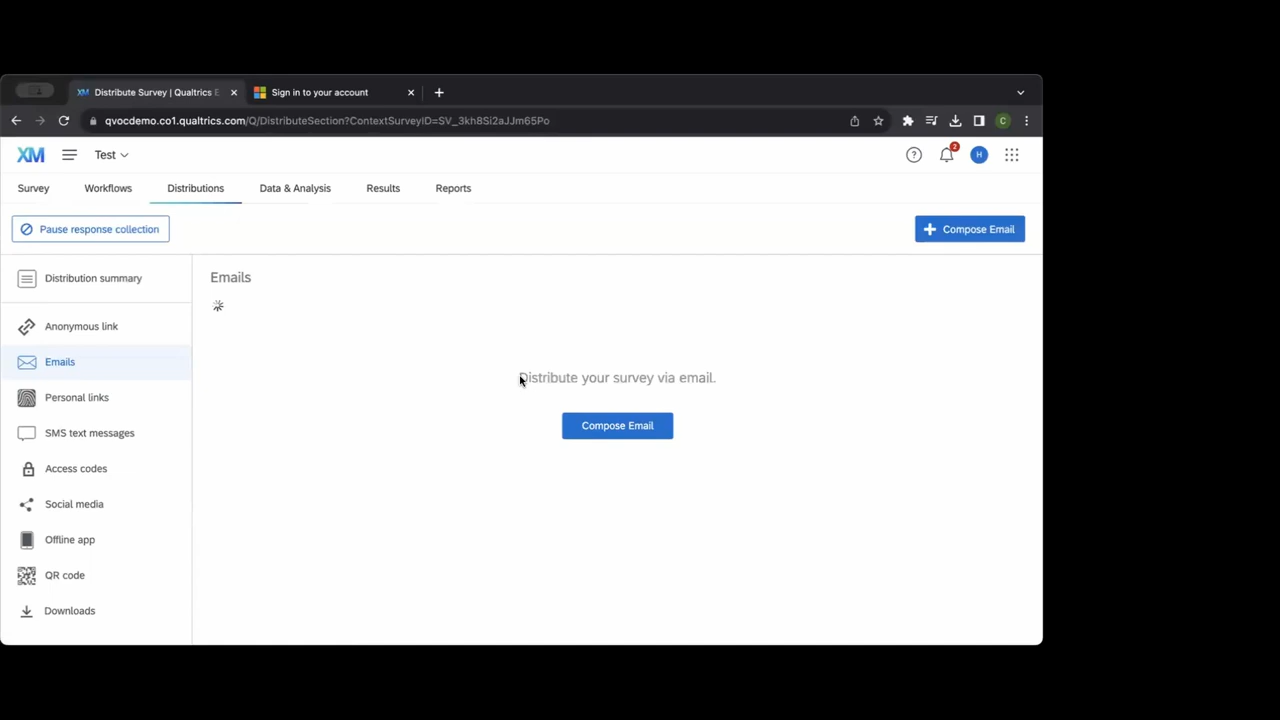 XM Distribute Survey | Qualtrics E
Sign in to your account
qvocdemo.co1.qualtrics.com/Q/DistributeSection?ContextSurveyID=SV_3kh8Si2aJJm65Po
C
XM
Test
2
H
Survey
Workflows
Distributions
Data & Analysis
Results
Reports
Pause response collection
Compose Email
Distribution summary
Emails
Anonymous link
Emails
Personal links
SMS text messages
Access codes
Social media
Offline app
QR code
Downloads
Distribute your survey via email.
Compose Email